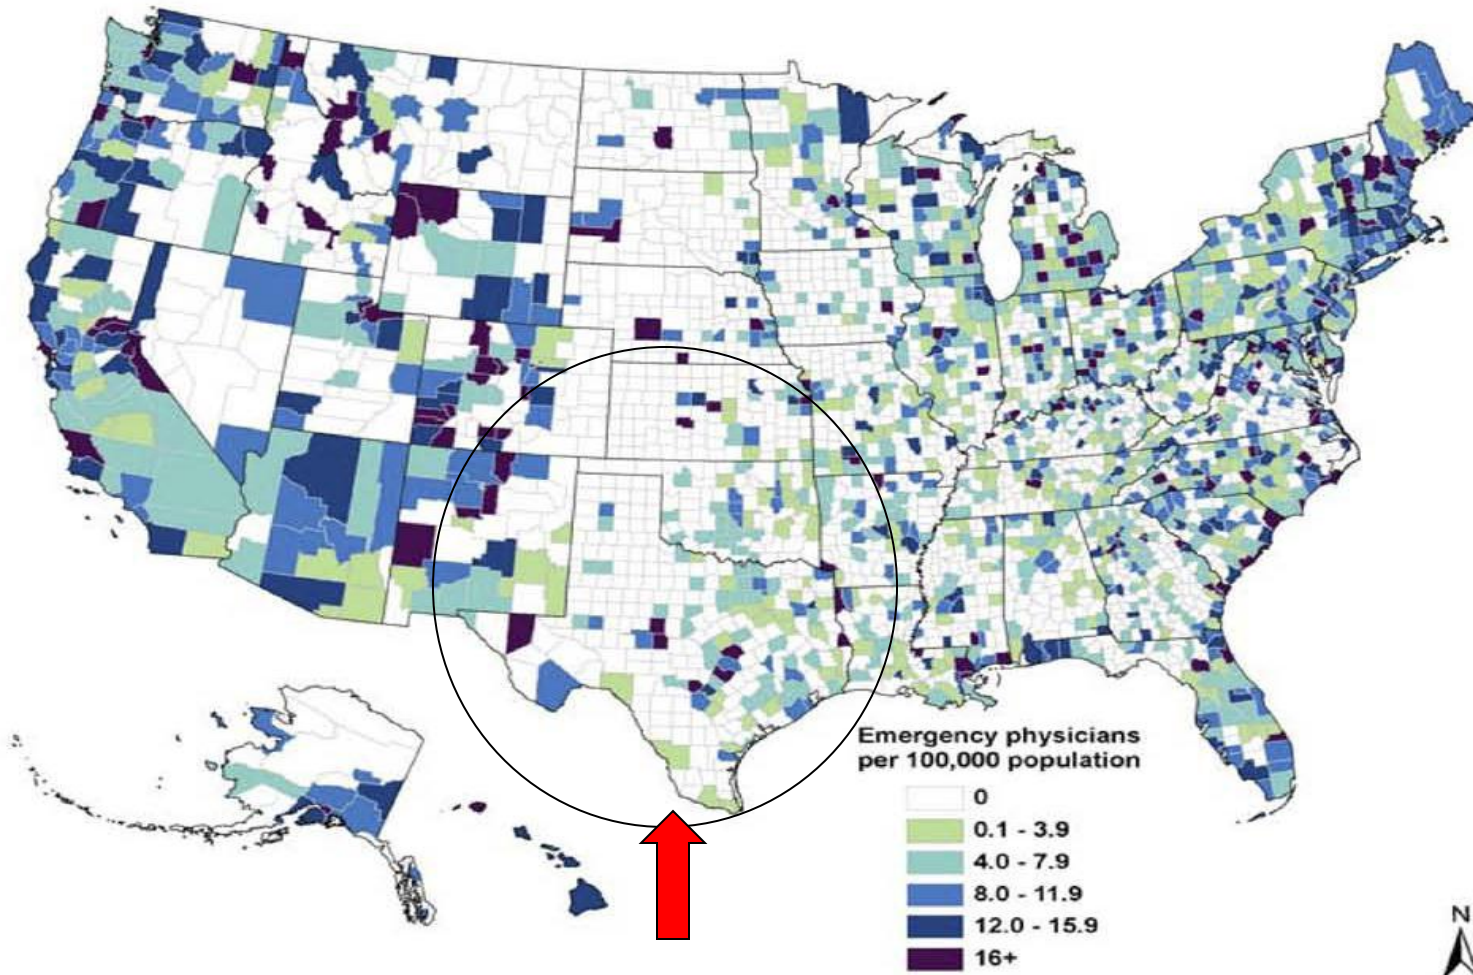 Emergency physicians
per 100,000 population
0
0.1 - 3.9
4.0 - 7.9
8.0 - 11.9
12.0 - 15.9
16+
N